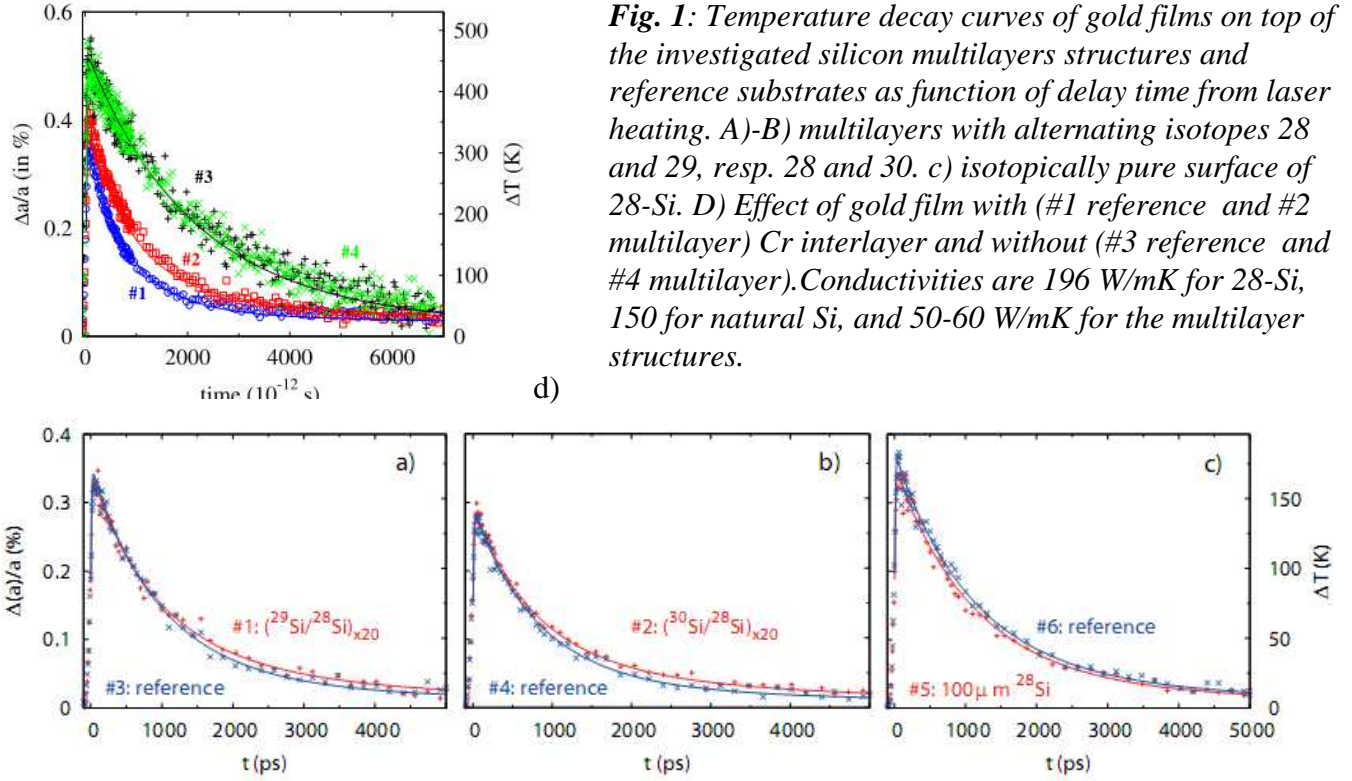 0.6
0.4
0.2
0
Δa/a (in %)
500
400
300
200
100
0
ΔT (K)
#3
#4
#2
#1
0 2000 4000 6000
time (10⁻¹² s)
d)
Fig. 1: Temperature decay curves of gold films on top of
the investigated silicon multilayers structures and
reference substrates as function of delay time from laser
heating. A)-B) multilayers with alternating isotopes 28
and 29, resp. 28 and 30. c) isotopically pure surface of
28-Si. D) Effect of gold film with (#1 reference and #2
multilayer) Cr interlayer and without (#3 reference and
#4 multilayer).Conductivities are 196 W/mK for 28-Si,
150 for natural Si, and 50-60 W/mK for the multilayer
structures.
0.4
0.3
0.2
0.1
0
Δ(a)/a (%)
a)
#1: (²⁹Si/²⁸Si)x20
#3: reference
0 1000 2000 3000 4000
t (ps)
b)
#2: (³⁰Si/²⁸Si)x20
#4: reference
0 1000 2000 3000 4000
t (ps)
c)
#6: reference
#5: 100μ m ²⁸Si
0 1000 2000 3000 4000 5000
t (ps)
150
100
50
0
ΔT (K)